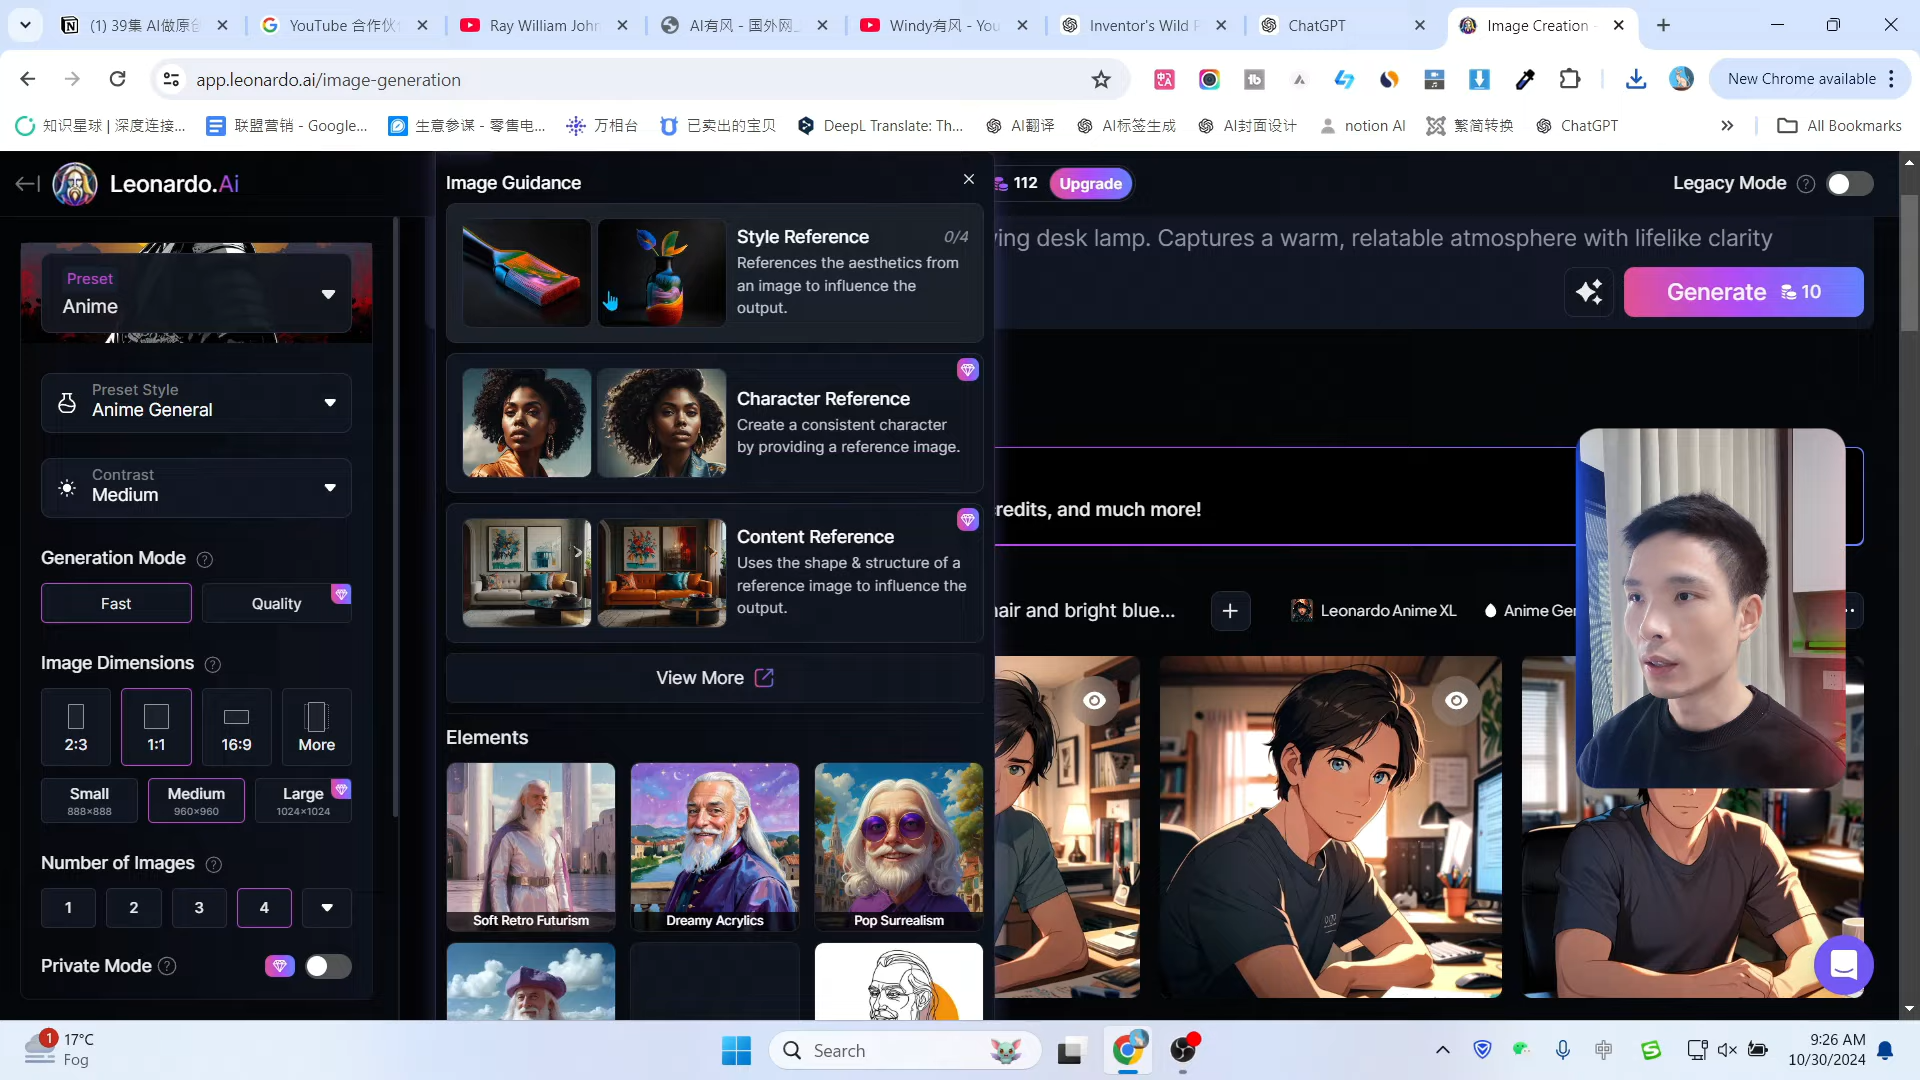 (1) 39集 AI做原创
YouTube 合作伙
Ray William John
AI有风 - 国外网
Windy有风 - You
Inventor's Wild P
ChatGPT
Image Creation
app.leonardo.ai/image-generation
New Chrome available
知识星球 | 深度连接...
联盟营销 - Google...
生意参谋 - 零售电...
万相台
已卖出的宝贝
DeepL Translate: Th...
AI翻译
AI标签生成
AI封面设计
notion AI
繁简转换
ChatGPT
All Bookmarks
Leonardo.Ai
Image Guidance
112
Upgrade
Legacy Mode
Preset
Anime
Preset Style
Anime General
Contrast
Medium
Generation Mode
Fast
Quality
Image Dimensions
2:3
1:1
16:9
More
Small
888×888
Medium
960×960
Large
1024×1024
Number of Images
1
2
3
4
Private Mode
Style Reference
0/4
References the aesthetics from
an image to influence the
output.
Character Reference
Create a consistent character
by providing a reference image.
Content Reference
Uses the shape & structure of a
reference image to influence the
output.
View More
Elements
Soft Retro Futurism
Dreamy Acrylics
Pop Surrealism
ving desk lamp. Captures a warm, relatable atmosphere with lifelike clarity
Generate 10
credits, and much more!
hair and bright blue...
Leonardo Anime XL
Anime Gen
1
17°C
Fog
Search
中
9:26 AM
10/30/2024